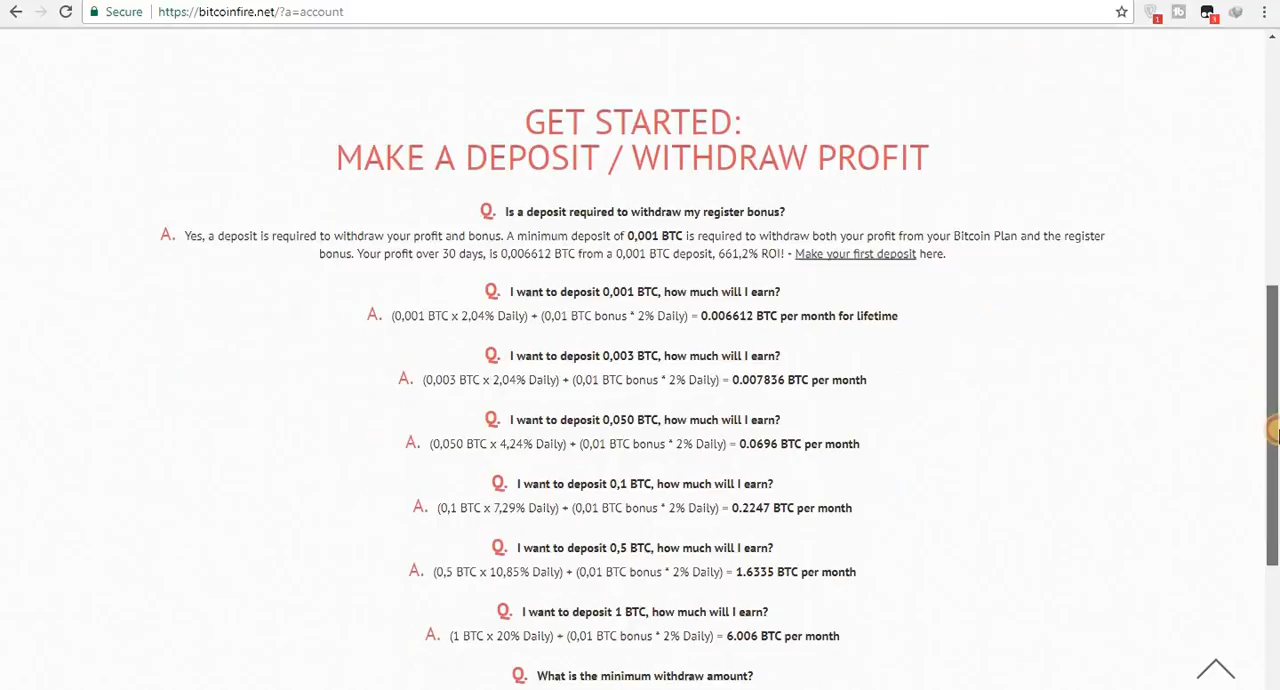 Secure
https://bitcoinfire.net/?a=account
1
3
GET STARTED:
MAKE A DEPOSIT / WITHDRAW PROFIT
Q. Is a deposit required to withdraw my register bonus?
A. Yes, a deposit is required to withdraw your profit and bonus. A minimum deposit of 0,001 BTC is required to withdraw both your profit from your Bitcoin Plan and the register
bonus. Your profit over 30 days, is 0,006612 BTC from a 0,001 BTC deposit, 661,2% ROI! - Make your first deposit here.
Q. I want to deposit 0,001 BTC, how much will I earn?
A. (0,001 BTC x 2,04% Daily) + (0,01 BTC bonus * 2% Daily) = 0.006612 BTC per month for lifetime
Q. I want to deposit 0,003 BTC, how much will I earn?
A. (0,003 BTC x 2,04% Daily) + (0,01 BTC bonus * 2% Daily) = 0.007836 BTC per month
Q. I want to deposit 0,050 BTC, how much will I earn?
A. (0,050 BTC x 4,24% Daily) + (0,01 BTC bonus * 2% Daily) = 0.0696 BTC per month
Q. I want to deposit 0,1 BTC, how much will I earn?
A. (0,1 BTC x 7,29% Daily) + (0,01 BTC bonus * 2% Daily) = 0.2247 BTC per month
Q. I want to deposit 0,5 BTC, how much will I earn?
A. (0,5 BTC x 10,85% Daily) + (0,01 BTC bonus * 2% Daily) = 1.6335 BTC per month
Q. I want to deposit 1 BTC, how much will I earn?
A. (1 BTC x 20% Daily) + (0,01 BTC bonus * 2% Daily) = 6.006 BTC per month
Q. What is the minimum withdraw amount?